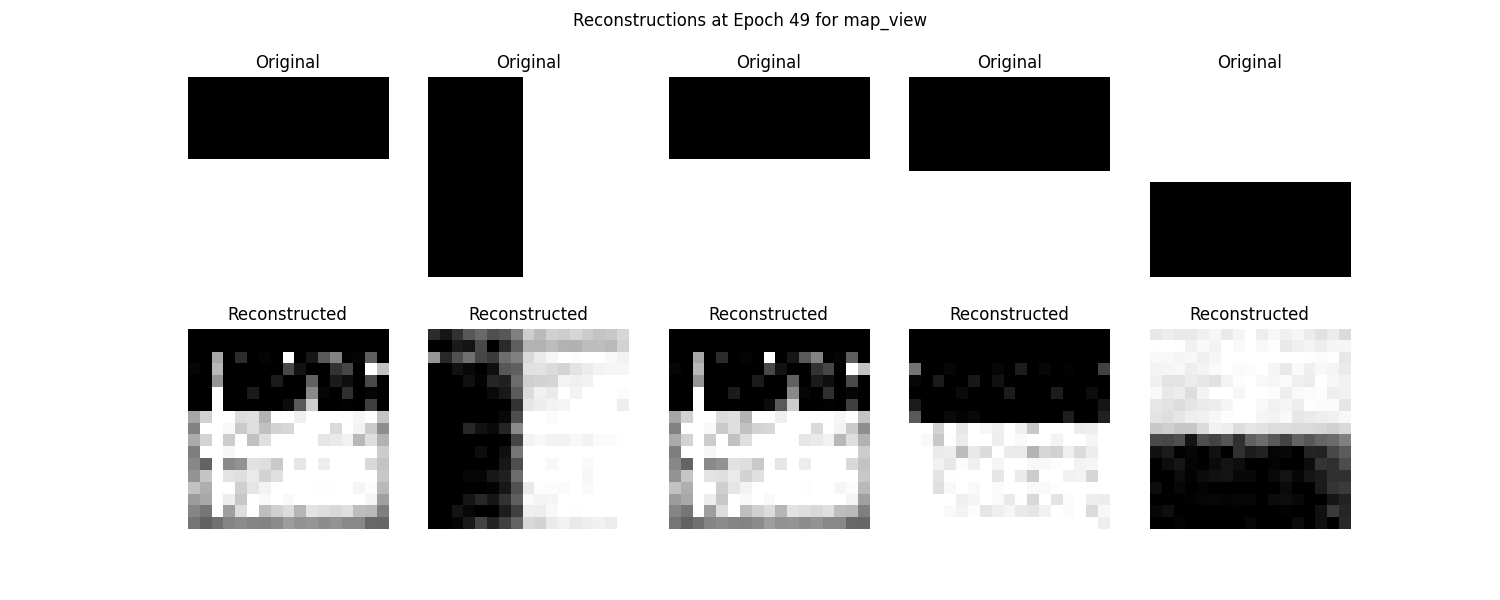 Reconstructions at Epoch 49 for map_view
Original Original Original Original Original
Reconstructed Reconstructed Reconstructed Reconstructed Reconstructed